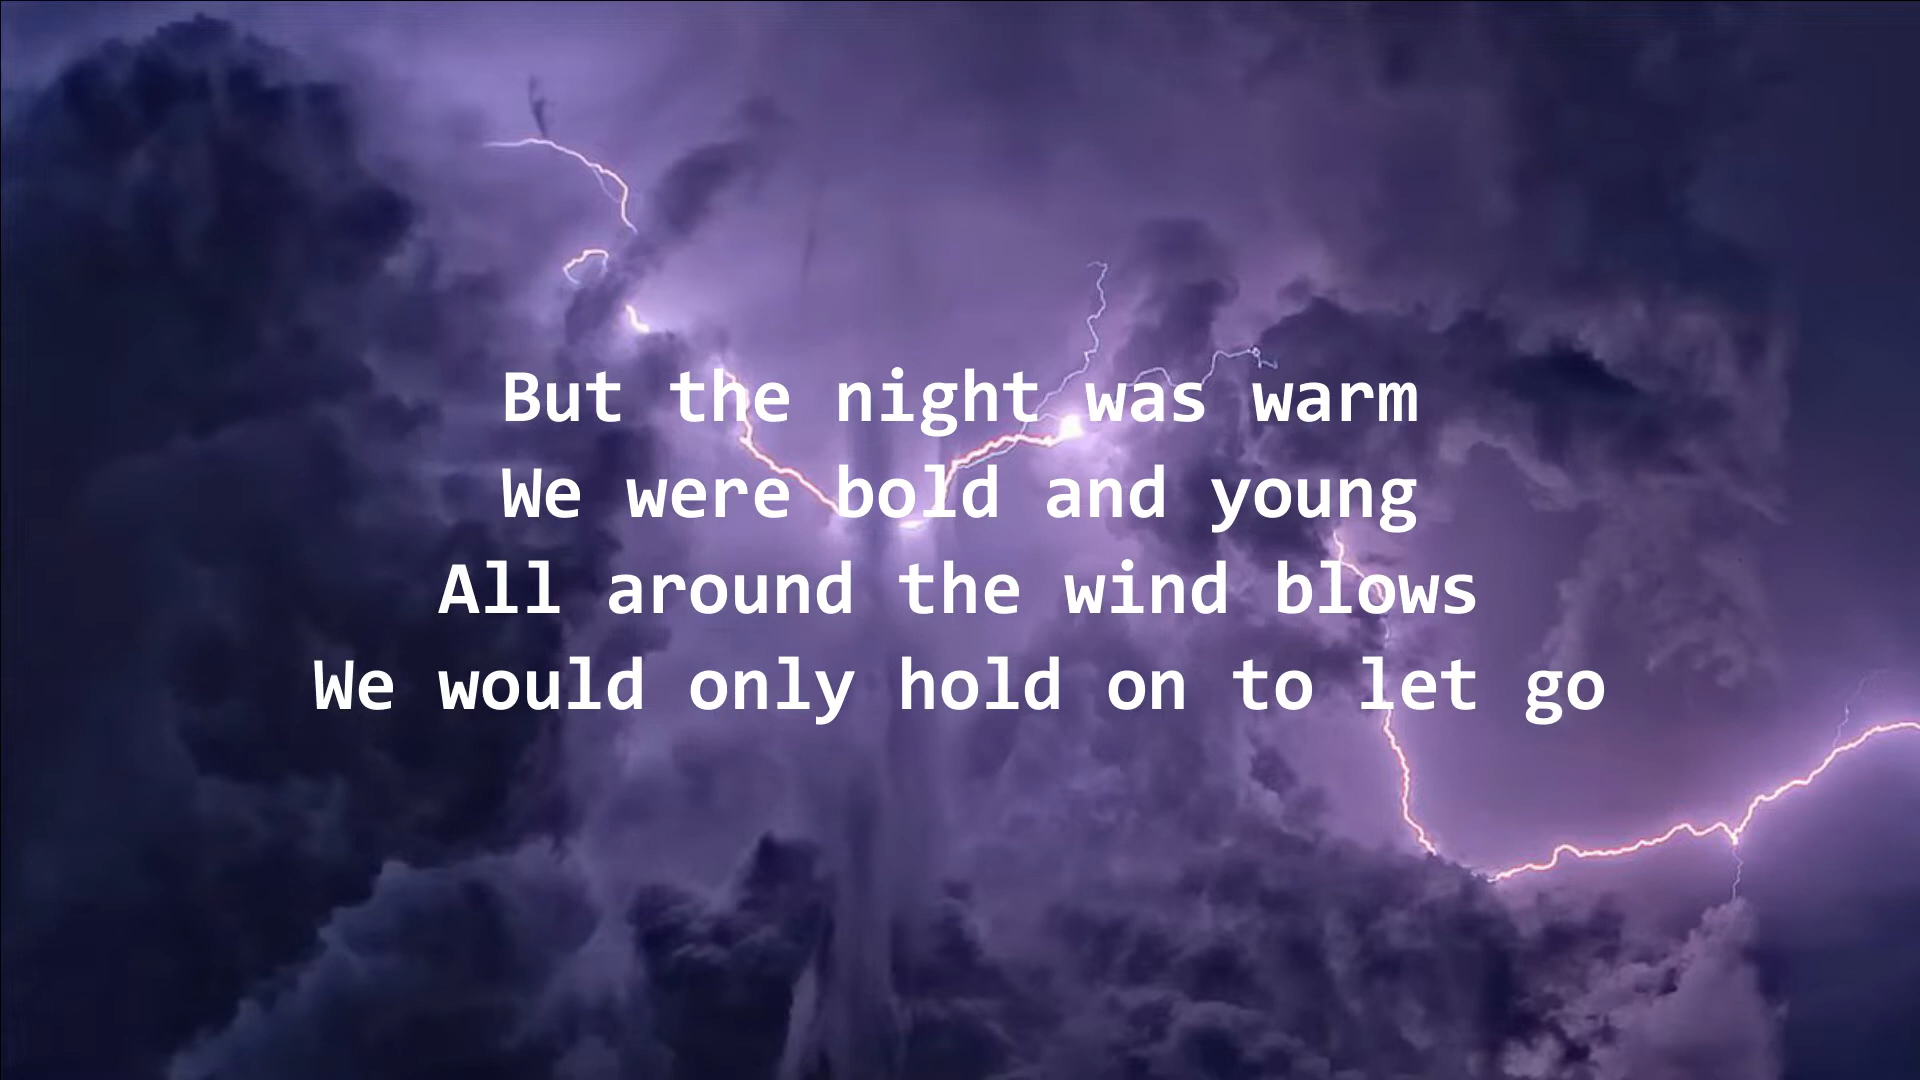 But the night was warm
We were bold and young
All around the wind blows
We would only hold on to let go